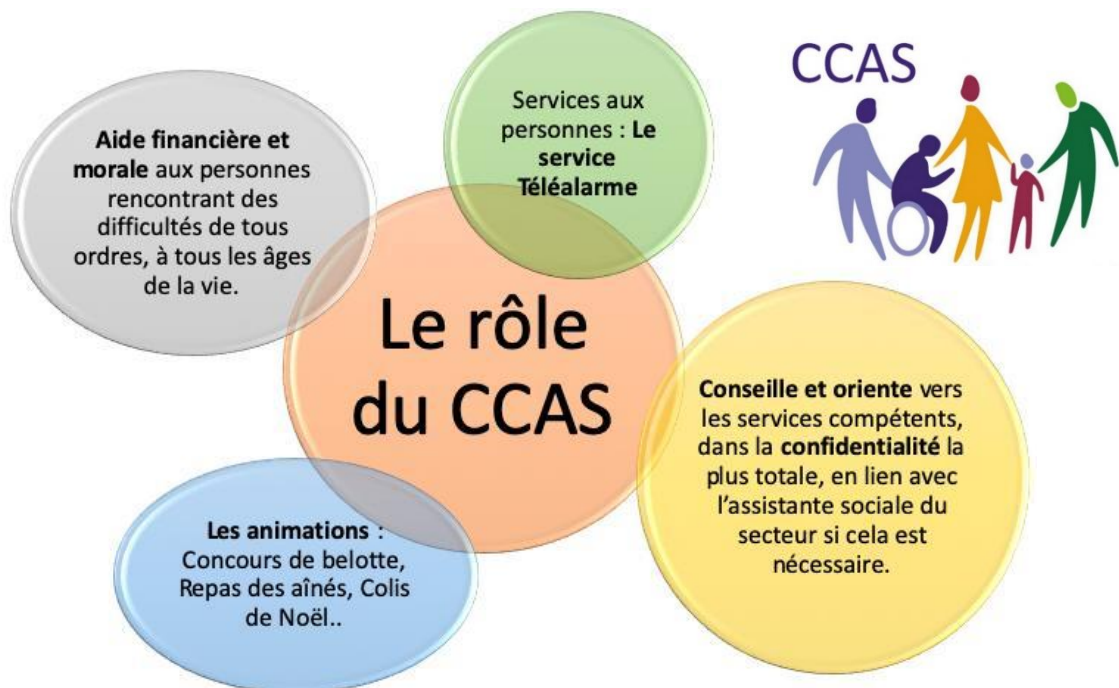 CCAS
Services aux
personnes : Le
service
Téléalarme
Aide financière et
morale aux personnes
rencontrant des
difficultés de tous
ordres, à tous les âges
de la vie.
Le rôle
du CCAS
Conseille et oriente vers
les services compétents,
dans la confidentialité la
plus totale, en lien avec
l’assistante sociale du
secteur si cela est
nécessaire.
Les animations :
Concours de belotte,
Repas des aînés, Colis
de Noël..